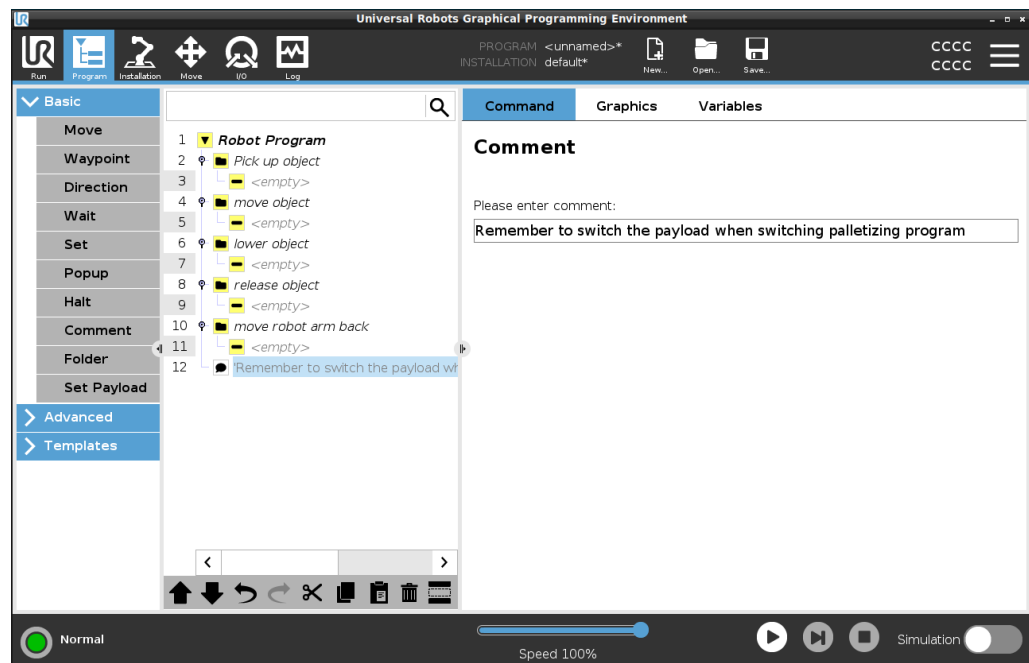 Universal Robots Graphical Programming Environment
UR
Run
Program
Installation
Move
I/O
Log
PROGRAM <unnamed>*
INSTALLATION default*
New...
Open...
Save...
CCCC
CCCC
Basic
Move
Waypoint
Direction
Wait
Set
Popup
Halt
Comment
Folder
Set Payload
Advanced
Templates
1 Robot Program
2 Pick up object
3 <empty>
4 move object
5 <empty>
6 lower object
7 <empty>
8 release object
9 <empty>
10 move robot arm back
11 <empty>
12 'Remember to switch the payload wh
Command Graphics Variables
Comment
Please enter comment:
Remember to switch the payload when switching palletizing program
Normal
Speed 100%
Simulation